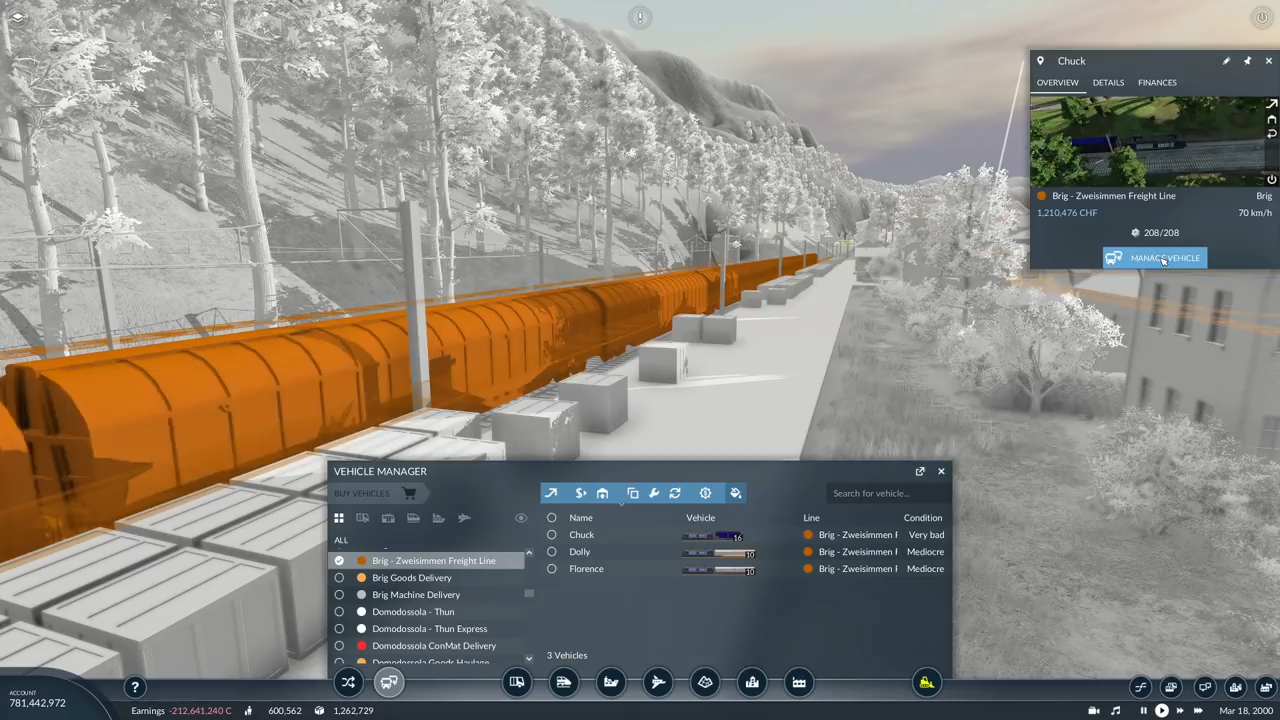 Chuck
OVERVIEW DETAILS FINANCES
Brig - Zweisimmen Freight Line Brig
1,210,476 CHF 70 km/h
208/208
MANAGE VEHICLE
VEHICLE MANAGER
BUY VEHICLES
Search for vehicle...
ALL
Brig - Zweisimmen Freight Line
Brig Goods Delivery
Brig Machine Delivery
Domodossola - Thun
Domodossola - Thun Express
Domodossola ConMat Delivery
Domodossola Goods Haulage
Name Vehicle Line Condition
Chuck 16 Brig - Zweisimmen F Very bad
Dolly 10 Brig - Zweisimmen F Mediocre
Florence 10 Brig - Zweisimmen F Mediocre
3 Vehicles
ACCOUNT
781,442,972
?
Earnings -212,641,240 C 600,562 1,262,729
Mar 18, 2000